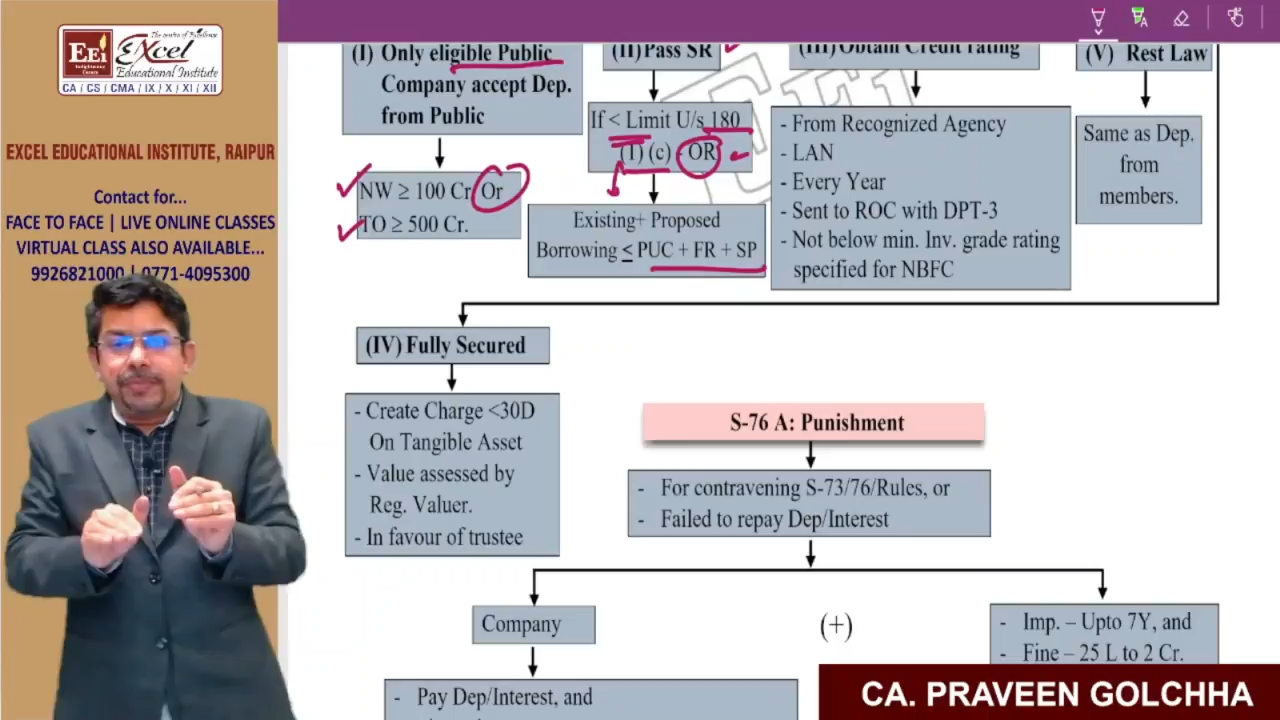 The centre of Excellence
EEi
Excel
Educational Institute
CA / CS / CMA / IX / X / XI / XII
EXCEL EDUCATIONAL INSTITUTE, RAIPUR
Contact for...
FACE TO FACE | LIVE ONLINE CLASSES
VIRTUAL CLASS ALSO AVAILABLE...
9926821000 | 0771-4095300
(I) Only eligible Public
Company accept Dep.
from Public
NW ≥ 100 Cr Or
TO ≥ 500 Cr.
(II) Pass SR
If < Limit U/s 180
(1) (c) - OR
Existing+ Proposed
Borrowing ≤ PUC + FR + SP
(III) Obtain Credit rating
- From Recognized Agency
- LAN
- Every Year
- Sent to ROC with DPT-3
- Not below min. Inv. grade rating
specified for NBFC
(V) Rest Law
Same as Dep.
from
members.
(IV) Fully Secured
- Create Charge <30D
On Tangible Asset
- Value assessed by
Reg. Valuer.
- In favour of trustee
S-76 A: Punishment
- For contravening S-73/76/Rules, or
- Failed to repay Dep/Interest
Company
(+)
- Imp. – Upto 7Y, and
- Fine – 25 L to 2 Cr.
- Pay Dep/Interest, and
CA. PRAVEEN GOLCHHA